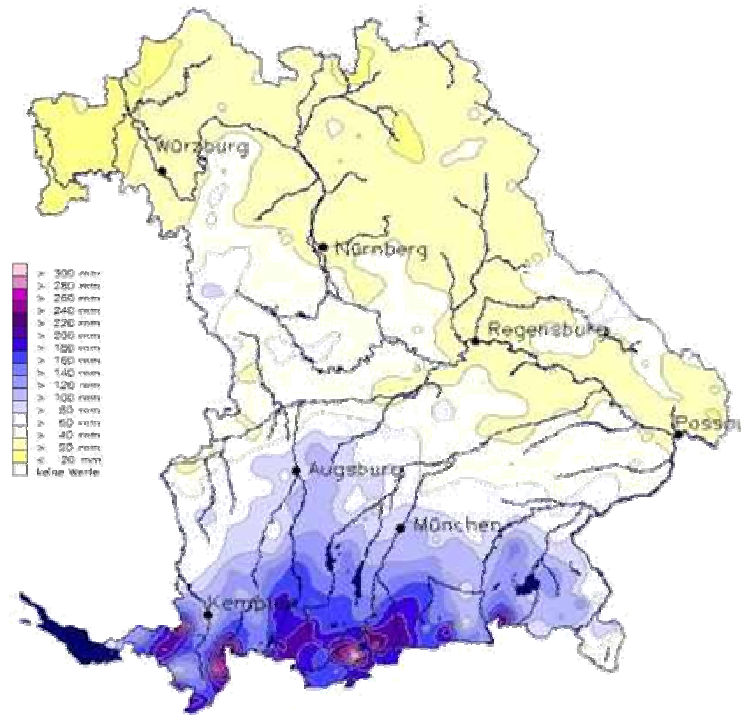 Würzburg
Nürnberg
> 300 mm
> 280 mm
> 260 mm
> 240 mm
> 220 mm
> 200 mm
> 180 mm
> 160 mm
> 140 mm
> 120 mm
> 100 mm
> 80 mm
> 60 mm
> 40 mm
> 20 mm
< 20 mm
keine Werte
Regensburg
Passau
Augsburg
München
Kempten